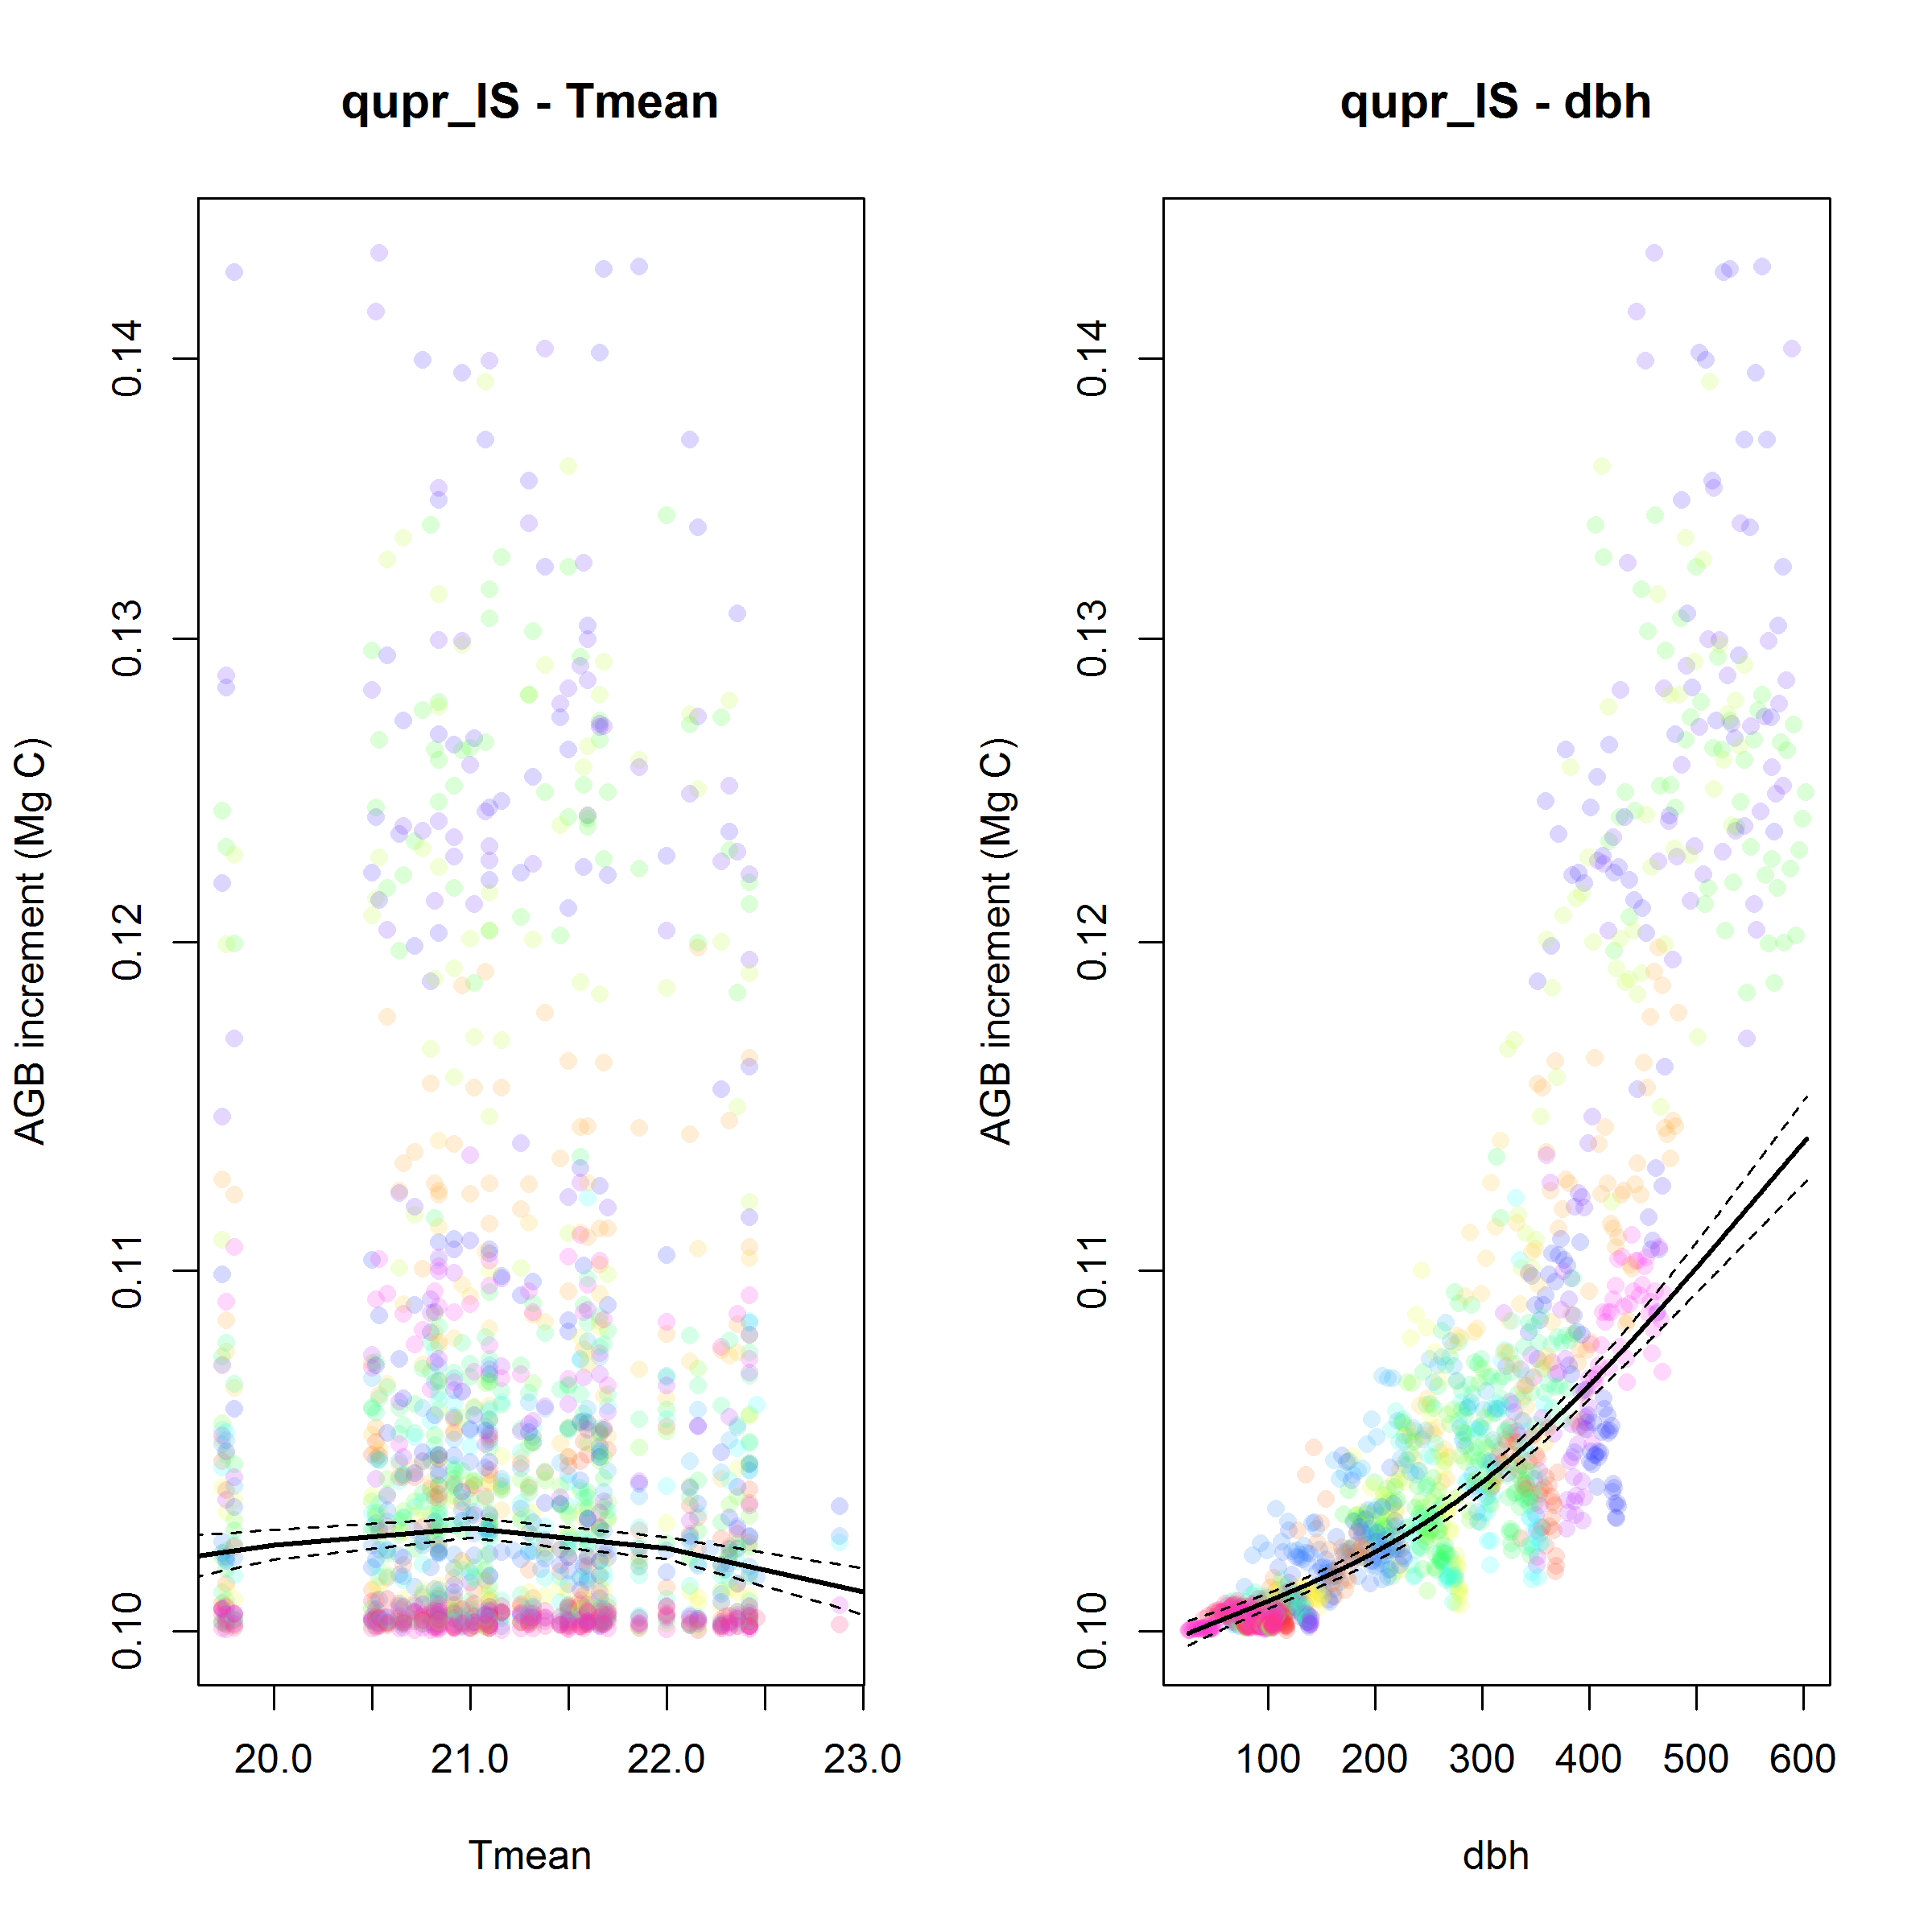 qupr_IS - Tmean
AGB increment (Mg C)
0.14
0.13
0.12
0.11
0.10
20.0 21.0 22.0 23.0
Tmean
qupr_IS - dbh
AGB increment (Mg C)
0.14
0.13
0.12
0.11
0.10
100 200 300 400 500 600
dbh